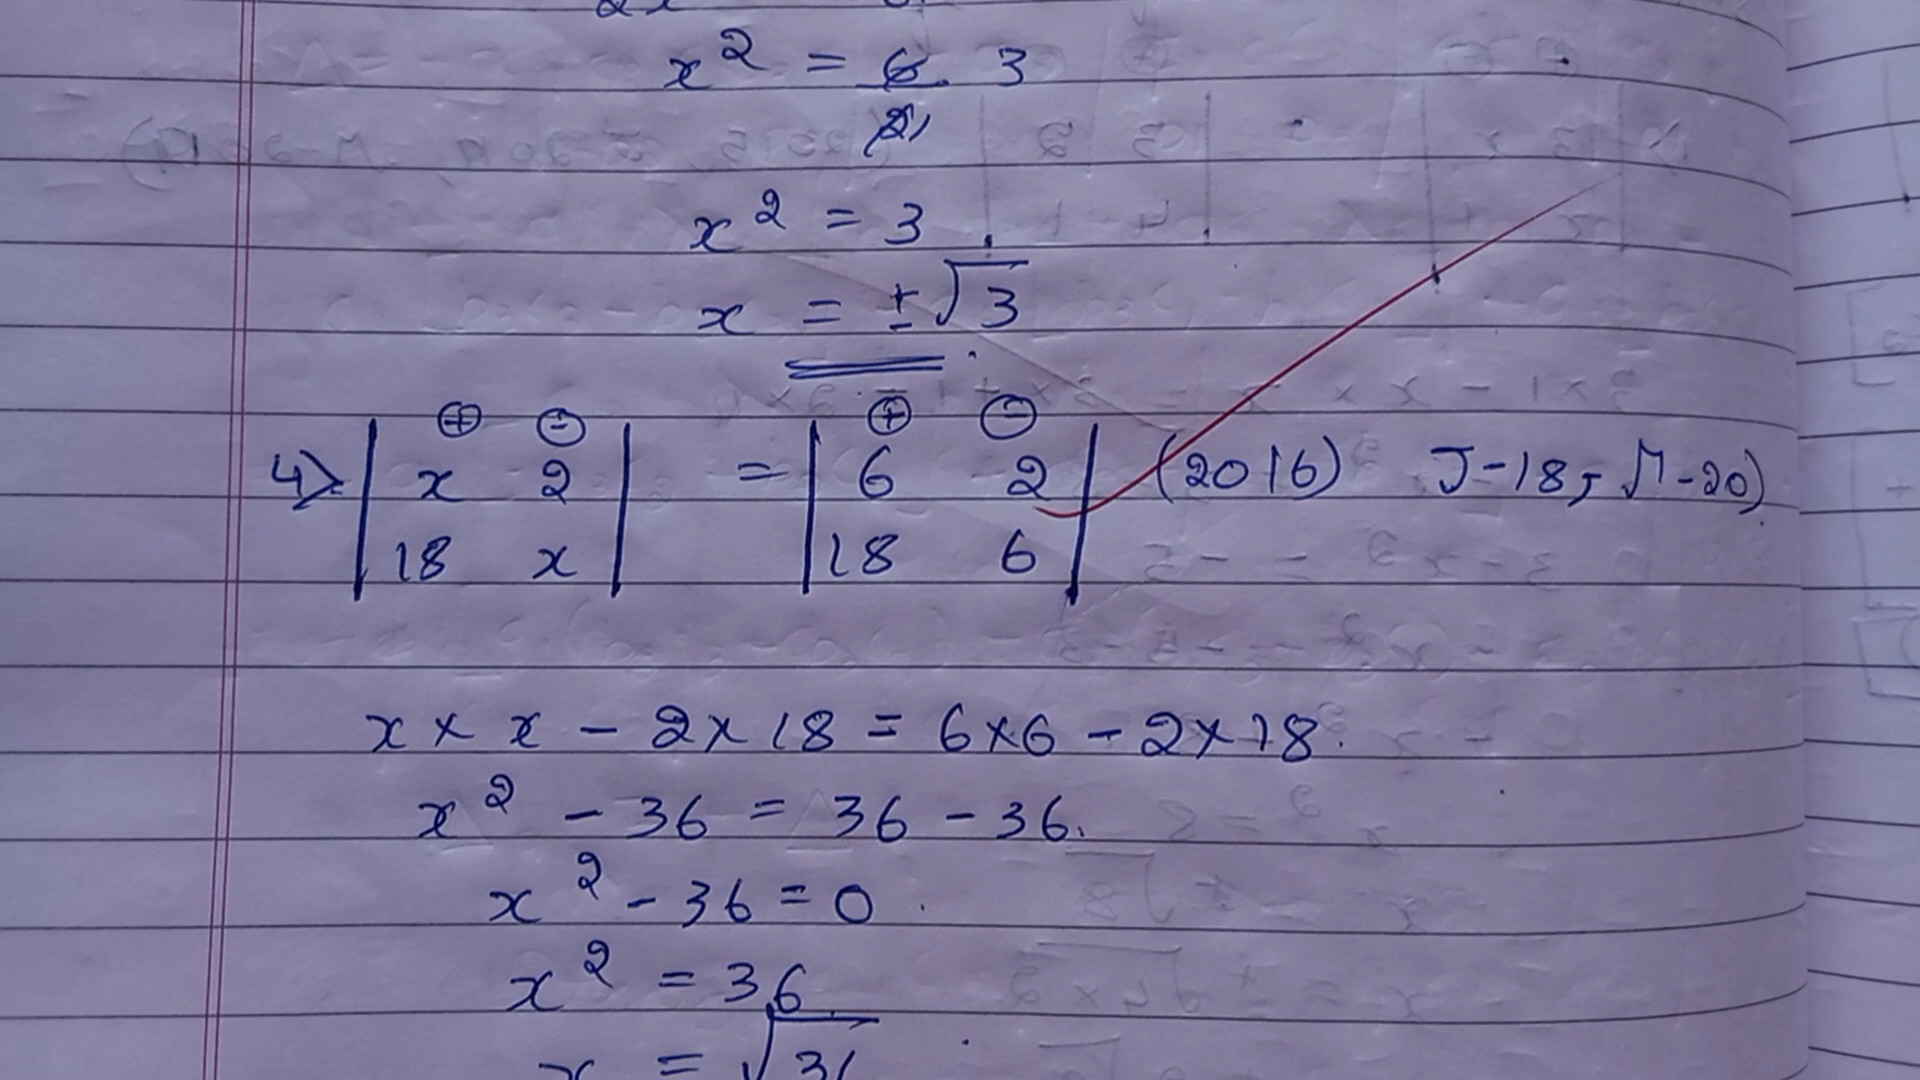 x² = 6/2 3
x² = 3
x = ±√3
⊕ ⊖ ⊕ ⊖
4) | x 2 | = | 6 2 | (2016) J-18, M-20)
| 18 x | | 18 6 |
x × x - 2×18 = 6×6 - 2×18.
x² - 36 = 36 - 36.
x² - 36 = 0
x² = 36
x = √36